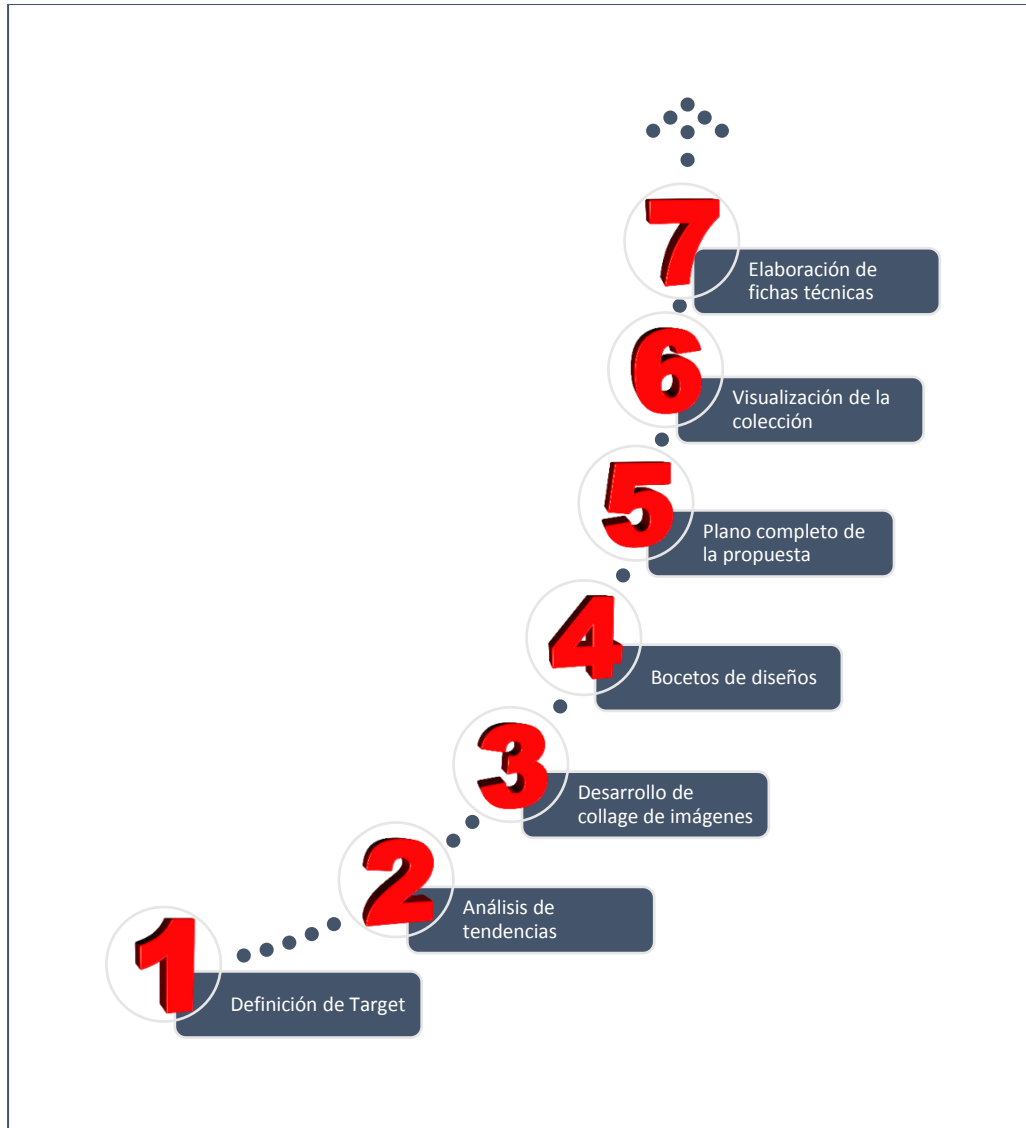 7
Elaboración de
fichas técnicas
6
Visualización de la
colección
5
Plano completo de
la propuesta
4
Bocetos de diseños
3
Desarrollo de
collage de imágenes
2
Análisis de
tendencias
1
Definición de Target